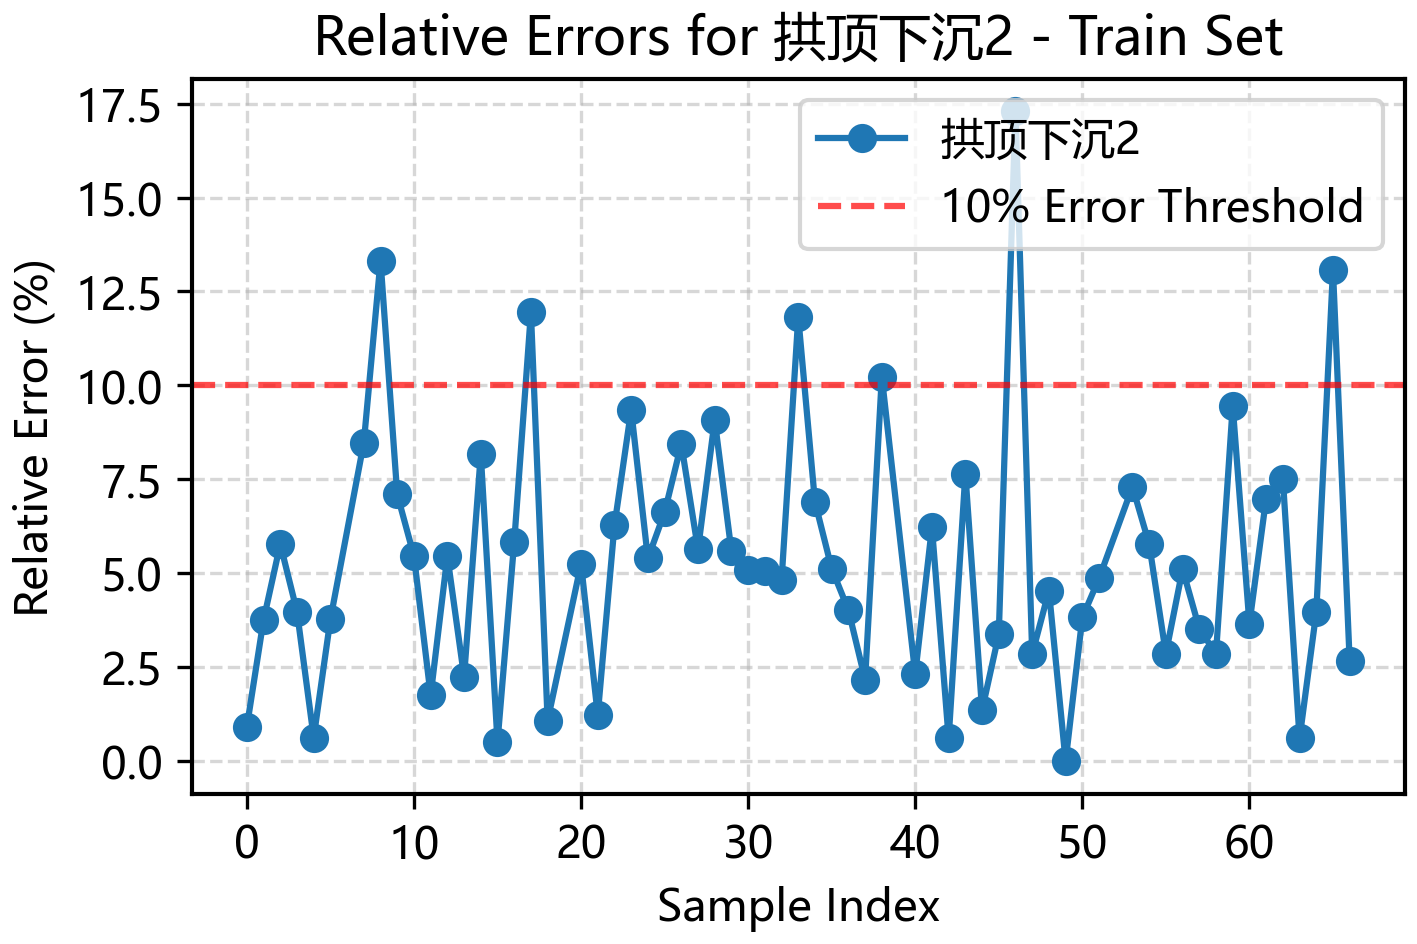 Relative Errors for 拱顶下沉2 - Train Set
拱顶下沉2
10% Error Threshold
Relative Error (%)
17.5
15.0
12.5
10.0
7.5
5.0
2.5
0.0
0 10 20 30 40 50 60
Sample Index